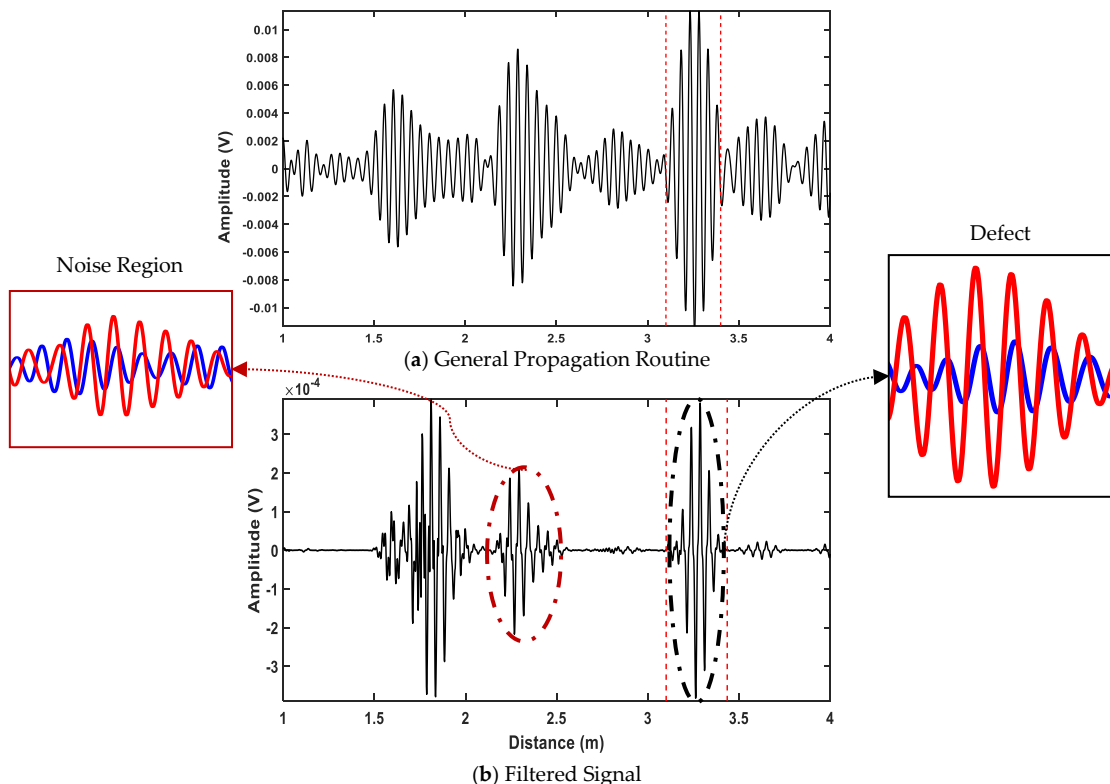 0.01
0.008
0.006
0.004
0.002
0
-0.002
-0.004
-0.006
-0.008
-0.01
Amplitude (V)
1 1.5 2 2.5 3 3.5 4
(a) General Propagation Routine
Noise Region
Defect
×10⁻⁴
3
2
1
0
-1
-2
-3
Amplitude (V)
1 1.5 2 2.5 3 3.5 4
Distance (m)
(b) Filtered Signal